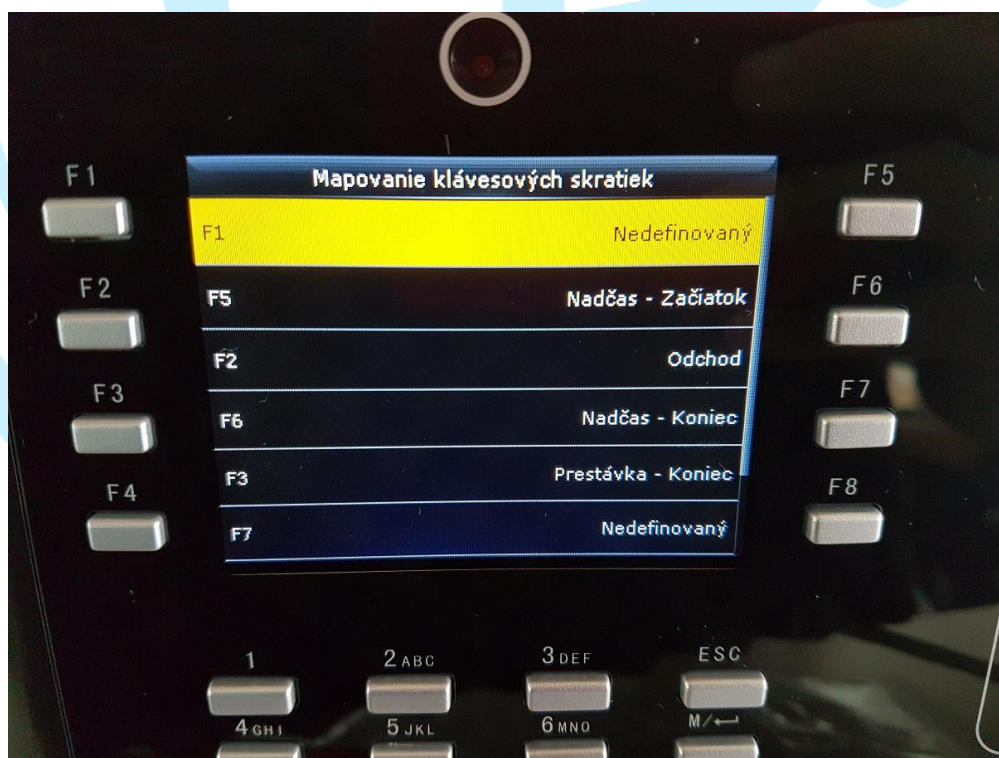 F1
F5
Mapovanie klávesových skratiek
F1 Nedefinovaný
F2
F6
F5 Nadčas - Začiatok
F2 Odchod
F3
F7
F6 Nadčas - Koniec
F3 Prestávka - Koniec
F4
F8
F7 Nedefinovaný
1 2 ABC 3 DEF ESC
4 GHI 5 JKL 6 MNO M/↵